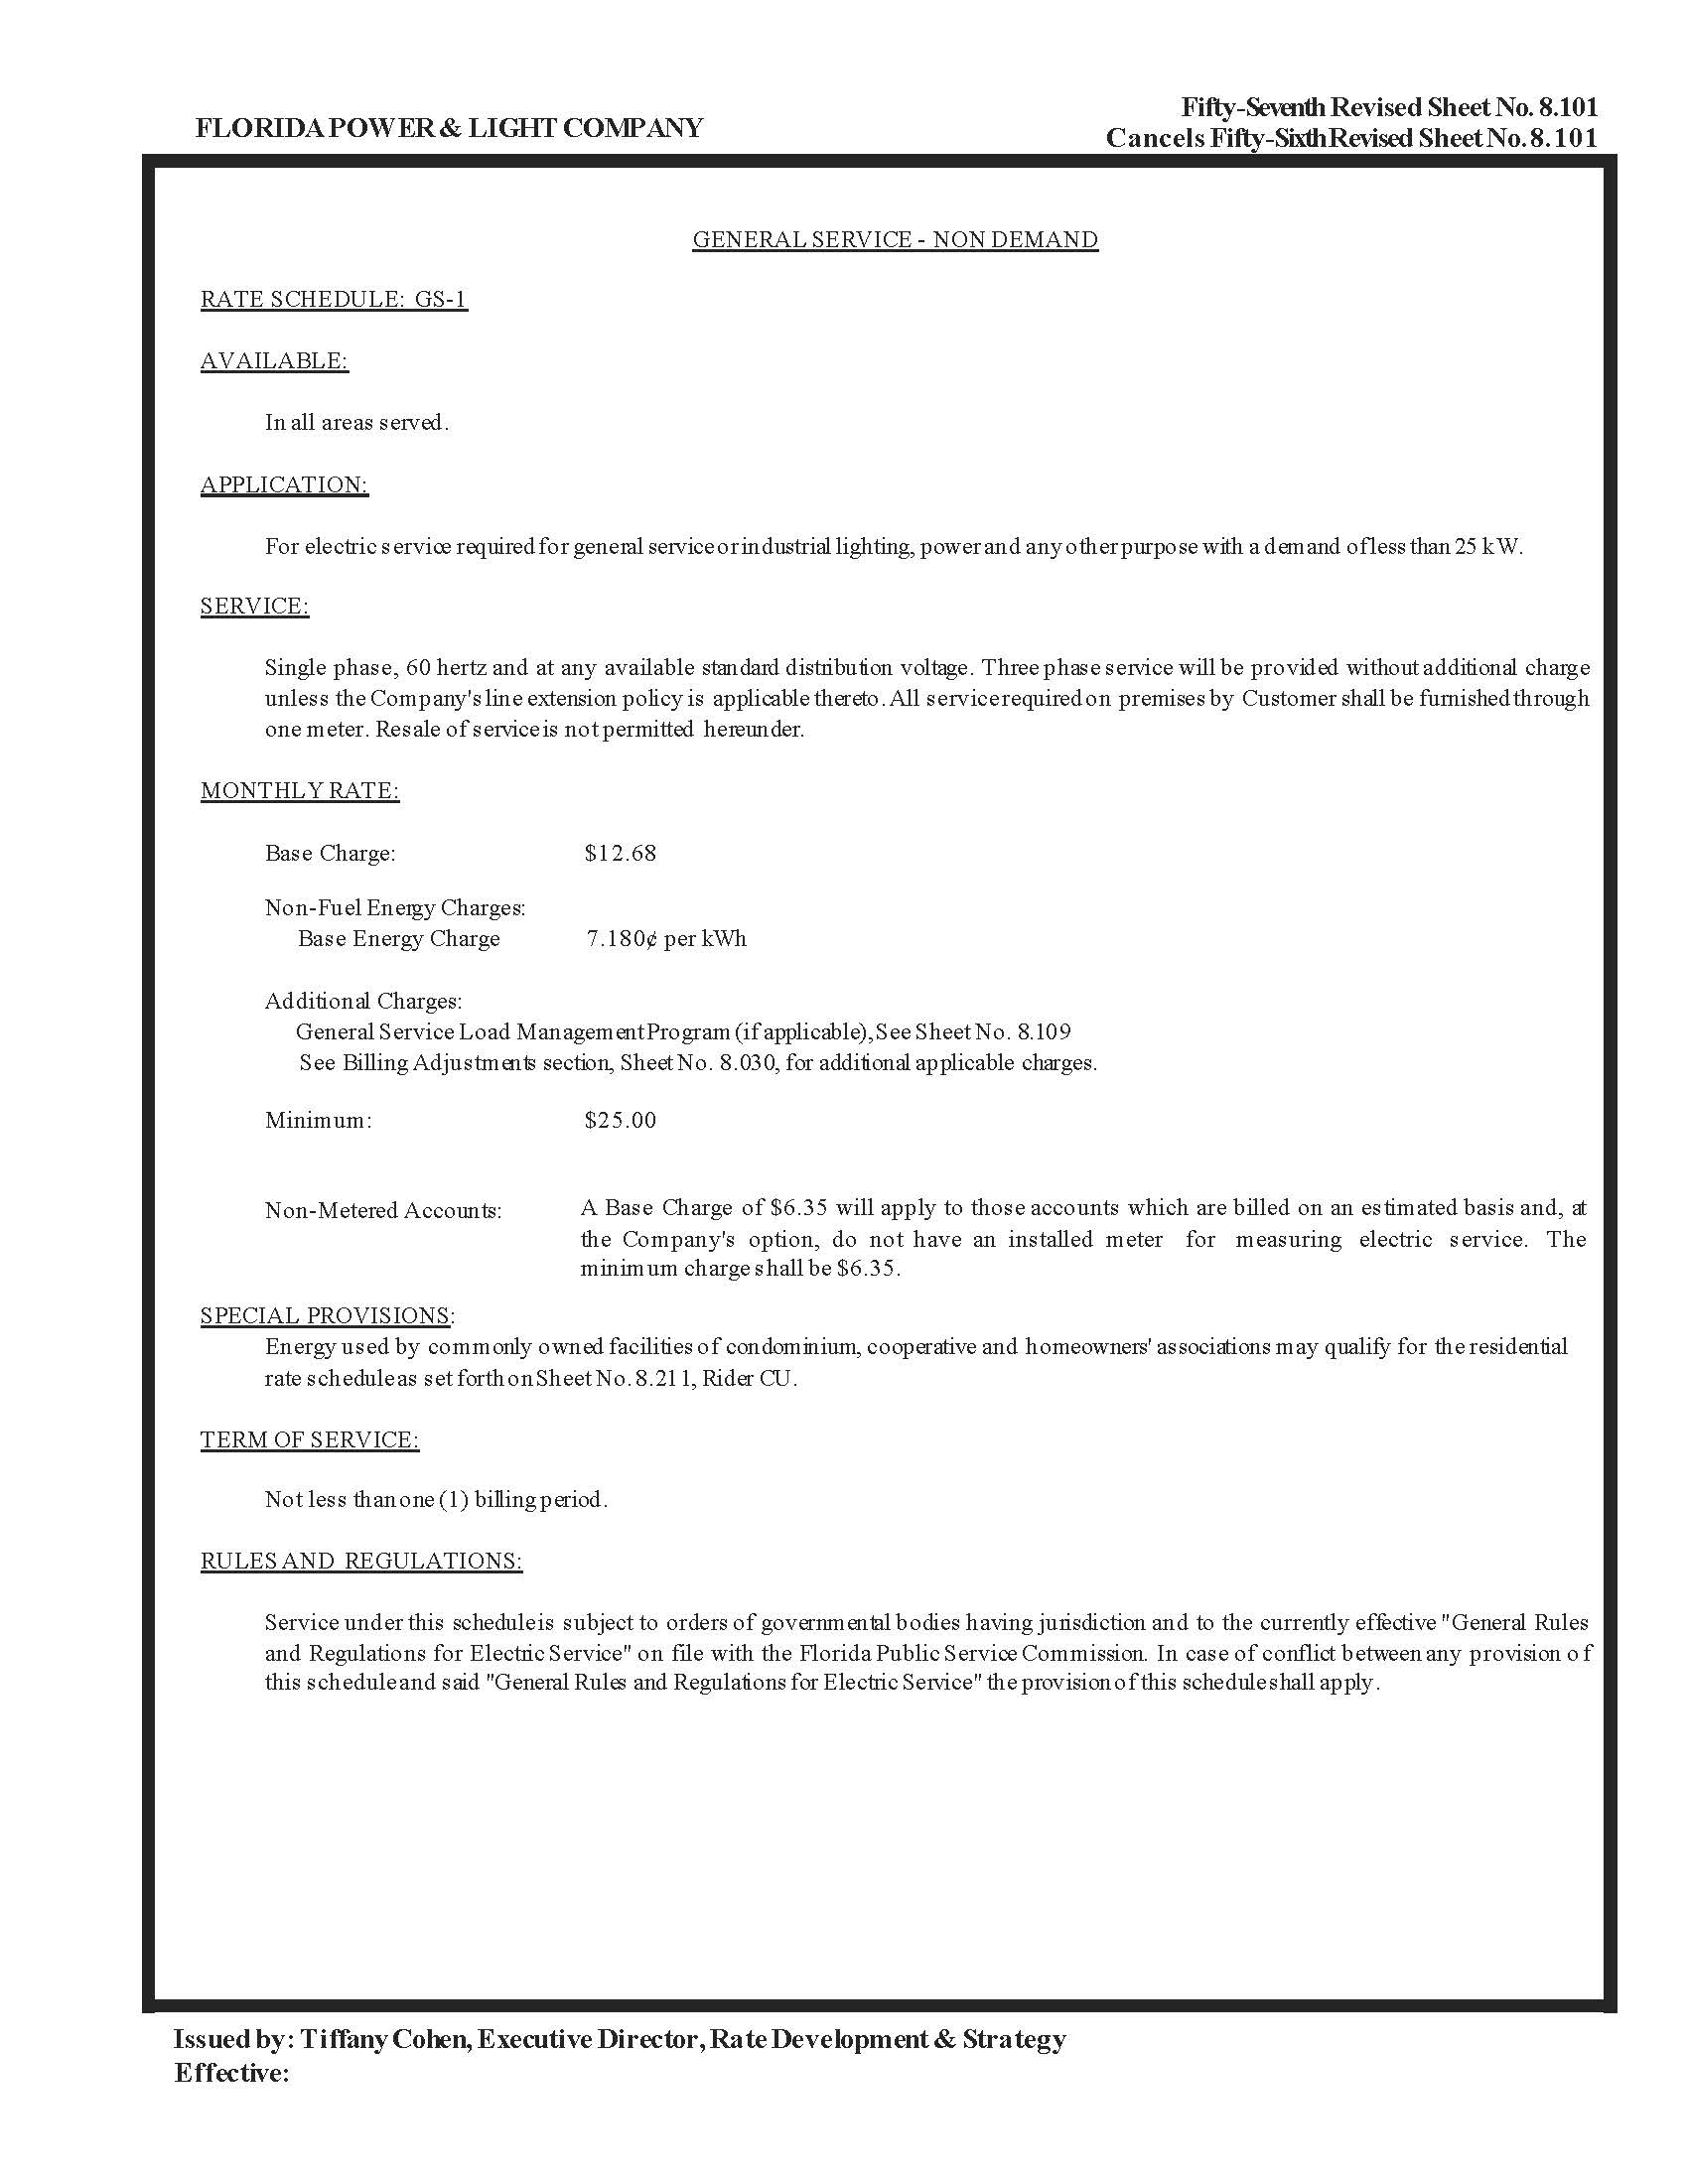 FLORIDA POWER & LIGHT COMPANY
Fifty-Seventh Revised Sheet No. 8.101
Cancels Fifty-Sixth Revised Sheet No. 8.101
GENERAL SERVICE - NON DEMAND
RATE SCHEDULE: GS-1
AVAILABLE:
In all areas served.
APPLICATION:
For electric service required for general service or industrial lighting, power and any other purpose with a demand of less than 25 kW.
SERVICE:
Single phase, 60 hertz and at any available standard distribution voltage. Three phase service will be provided without additional charge
unless the Company's line extension policy is applicable thereto. All service required on premises by Customer shall be furnished through
one meter. Resale of service is not permitted hereunder.
MONTHLY RATE:
Base Charge: $12.68
Non-Fuel Energy Charges:
Base Energy Charge 7.180¢ per kWh
Additional Charges:
General Service Load Management Program (if applicable), See Sheet No. 8.109
See Billing Adjustments section, Sheet No. 8.030, for additional applicable charges.
Minimum: $25.00
Non-Metered Accounts: A Base Charge of $6.35 will apply to those accounts which are billed on an estimated basis and, at
the Company's option, do not have an installed meter for measuring electric service. The
minimum charge shall be $6.35.
SPECIAL PROVISIONS:
Energy used by commonly owned facilities of condominium, cooperative and homeowners' associations may qualify for the residential
rate schedule as set forth on Sheet No. 8.211, Rider CU.
TERM OF SERVICE:
Not less than one (1) billing period.
RULES AND REGULATIONS:
Service under this schedule is subject to orders of governmental bodies having jurisdiction and to the currently effective "General Rules
and Regulations for Electric Service" on file with the Florida Public Service Commission. In case of conflict between any provision of
this schedule and said "General Rules and Regulations for Electric Service" the provision of this schedule shall apply.
Issued by: Tiffany Cohen, Executive Director, Rate Development & Strategy
Effective: